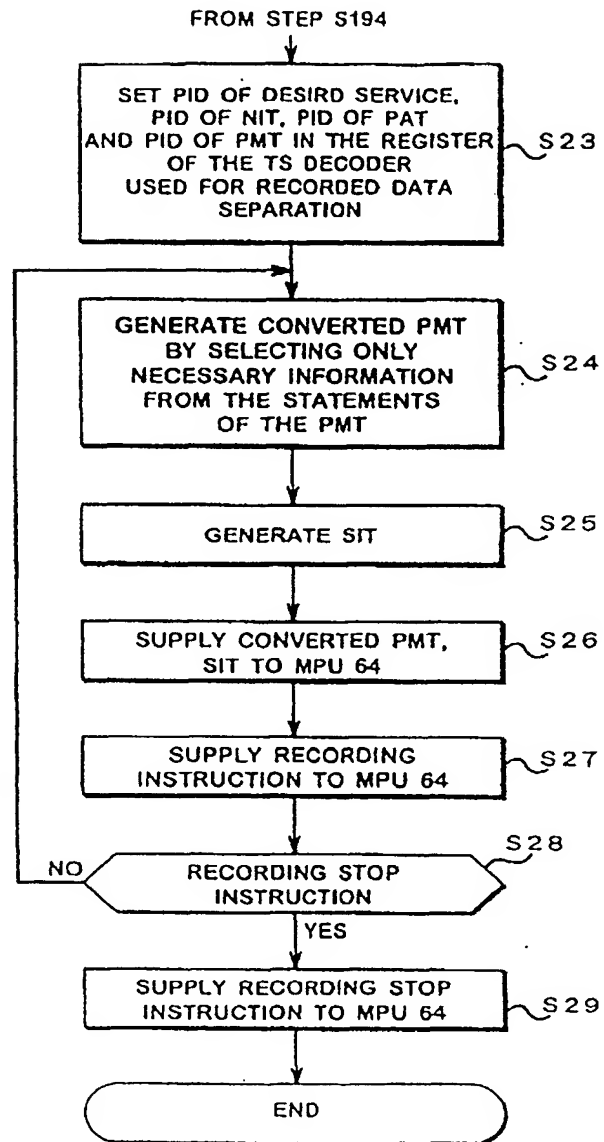 FROM STEP S194
SET PID OF DESIRD SERVICE,
PID OF NIT, PID OF PAT
AND PID OF PMT IN THE REGISTER
OF THE TS DECODER
USED FOR RECORDED DATA
SEPARATION
S23
GENERATE CONVERTED PMT
BY SELECTING ONLY
NECESSARY INFORMATION
FROM THE STATEMENTS
OF THE PMT
S24
GENERATE SIT
S25
SUPPLY CONVERTED PMT,
SIT TO MPU 64
S26
SUPPLY RECORDING
INSTRUCTION TO MPU 64
S27
S28
NO
RECORDING STOP
INSTRUCTION
YES
SUPPLY RECORDING STOP
INSTRUCTION TO MPU 64
S29
END